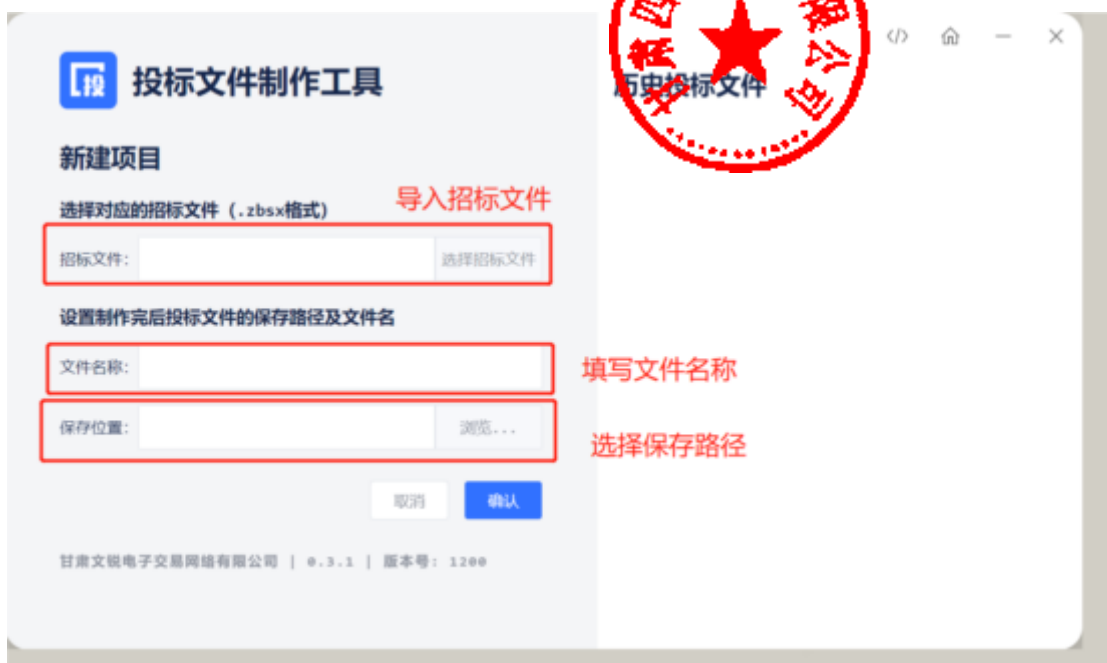 投标文件制作工具
新建项目
选择对应的招标文件（.zbsx格式）
导入招标文件
招标文件:
选择招标文件
设置制作完后投标文件的保存路径及文件名
文件名称:
填写文件名称
保存位置:
浏览...
选择保存路径
取消
确认
甘肃文锐电子交易网络有限公司 | 0.3.1 | 版本号: 1200
</>
历史投标文件
甘肃四
限公司